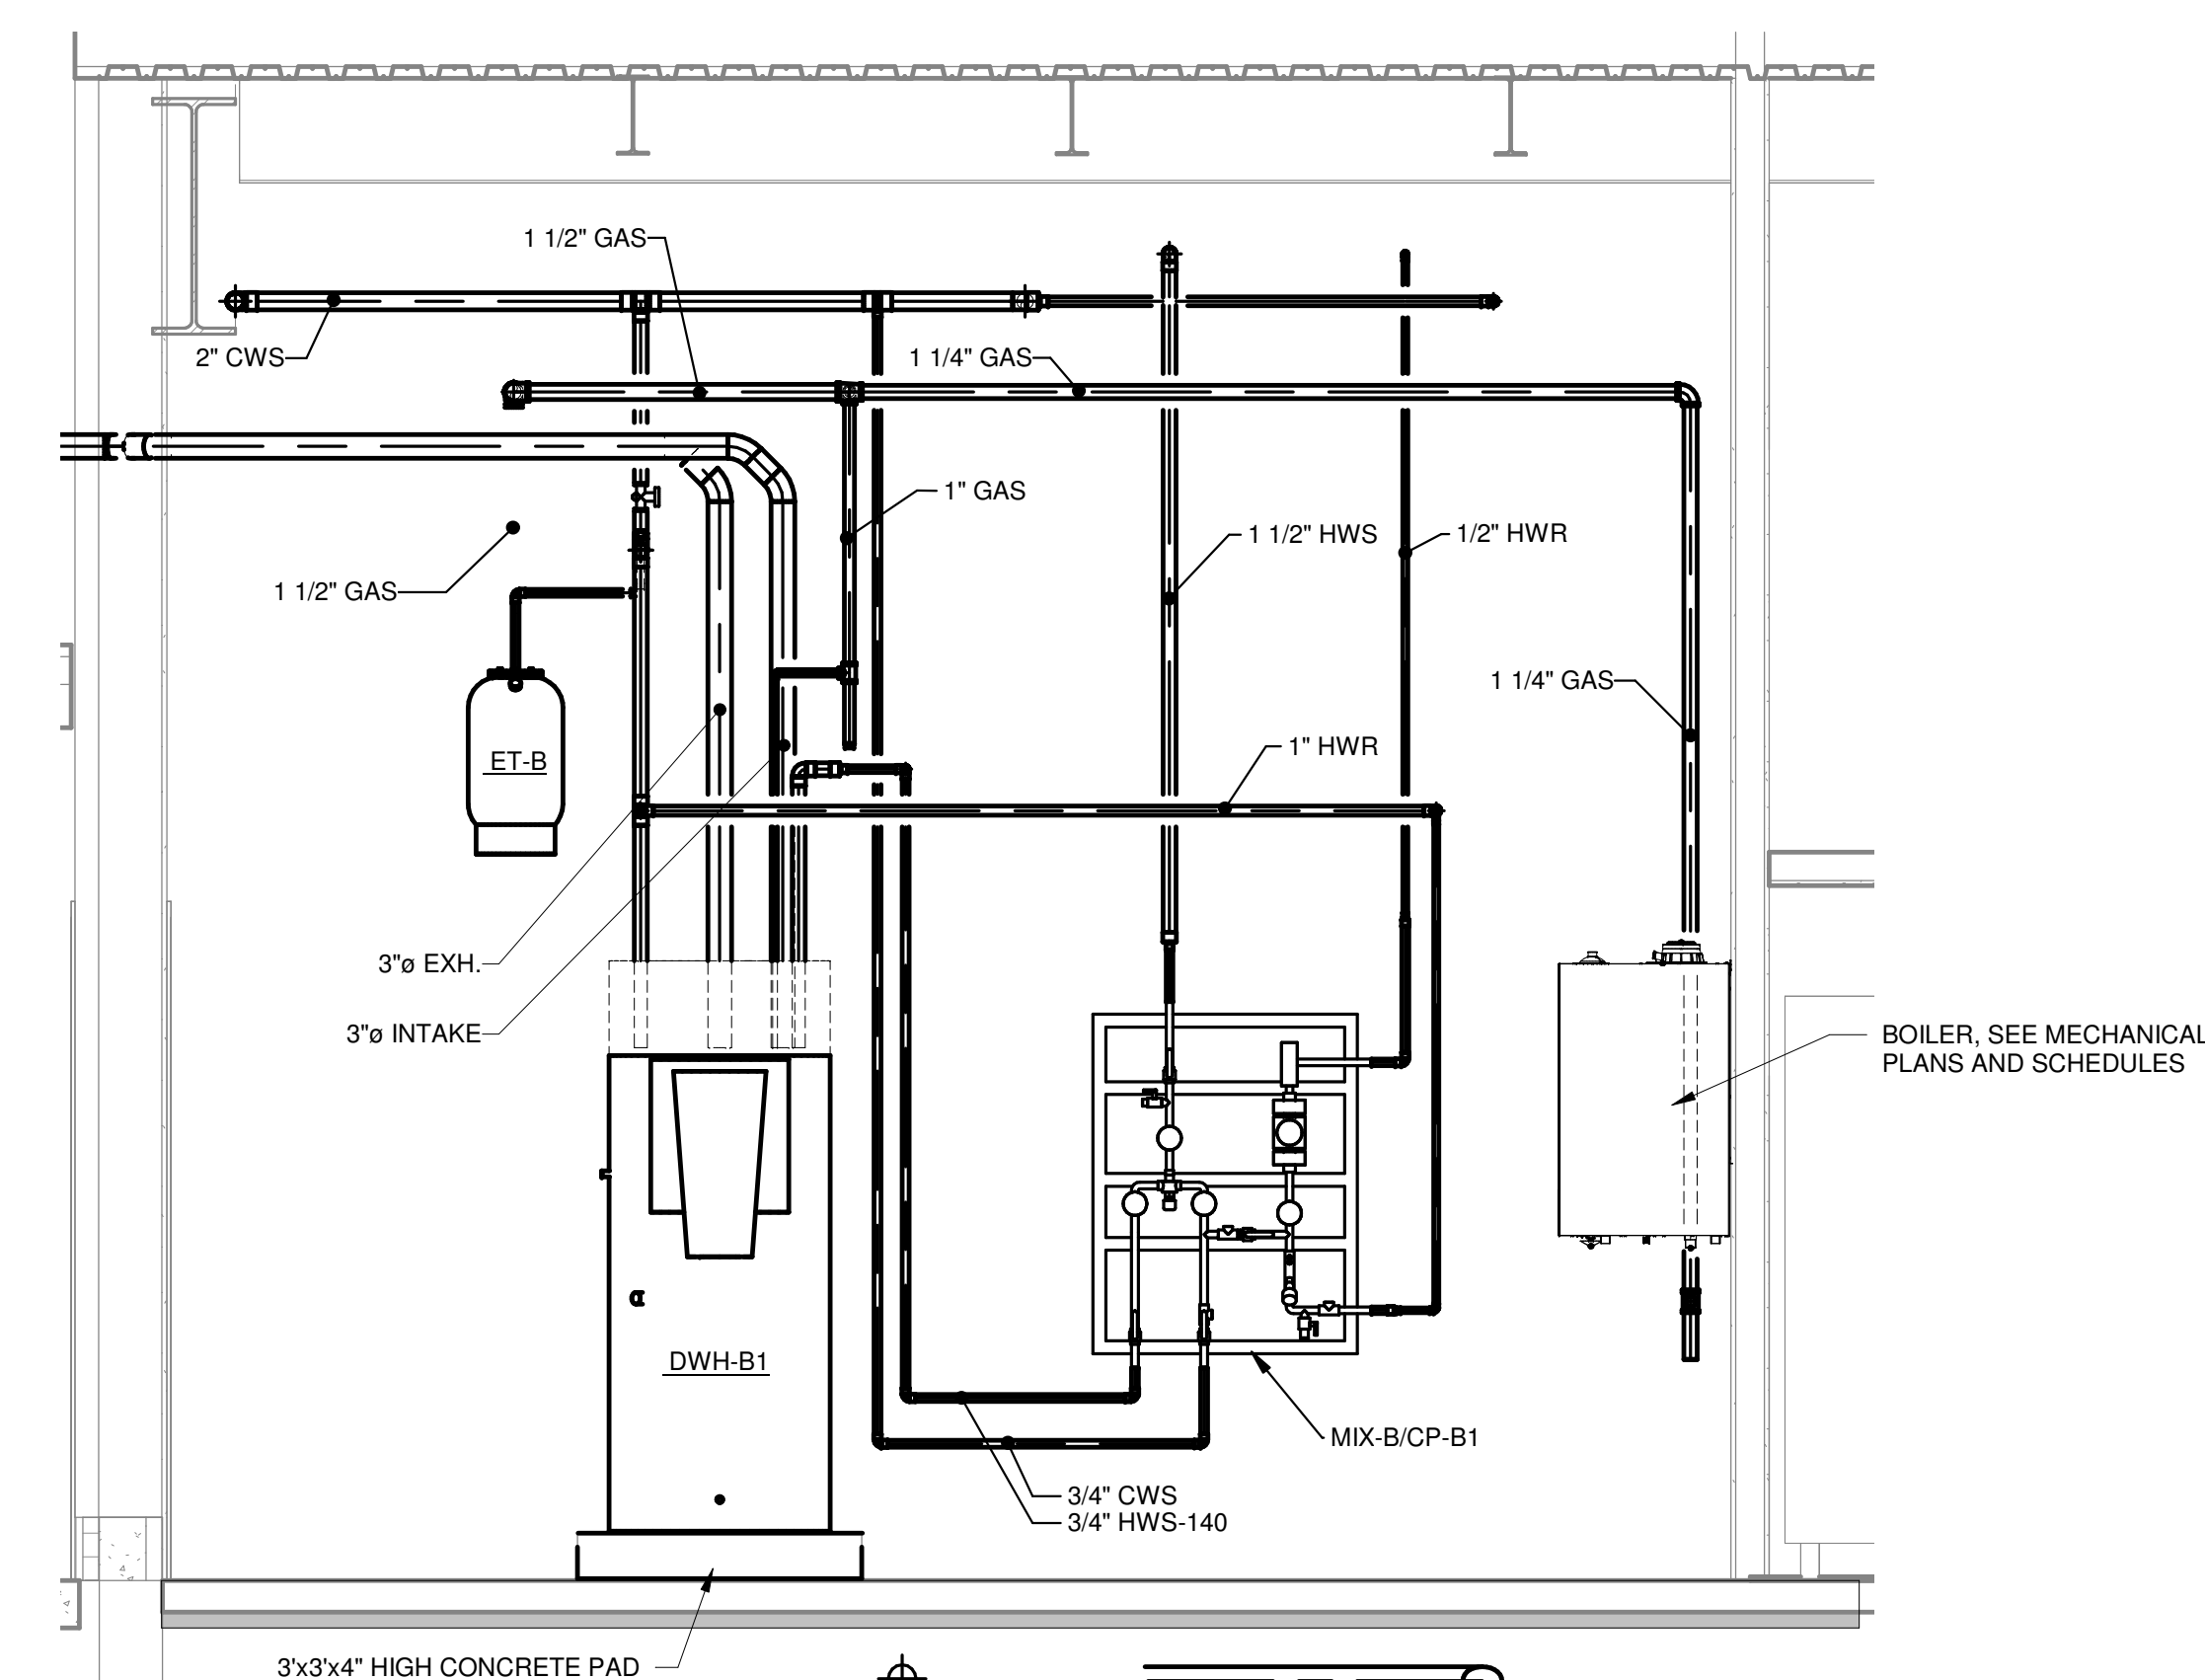 1 1/2" GAS
2" CWS
1 1/4" GAS
1" GAS
1 1/2" HWS
1/2" HWR
1 1/2" GAS
1 1/4" GAS
1" HWR
ET-B
3"ø EXH.
3"ø INTAKE
BOILER, SEE MECHANICAL
PLANS AND SCHEDULES
DWH-B1
MIX-B/CP-B1
3/4" CWS
3/4" HWS-140
3'x3'x4" HIGH CONCRETE PAD